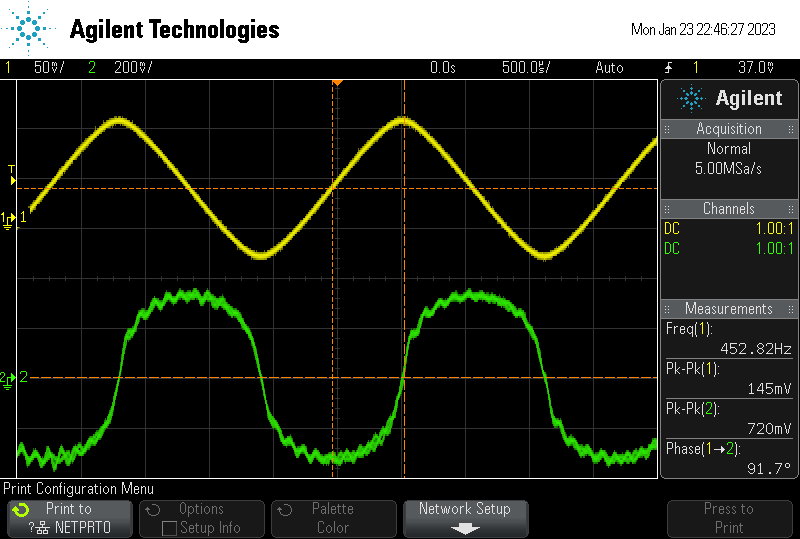 Agilent Technologies
Mon Jan 23 22:46:27 2023
1 50mV/ 2 200mV/ 0.0s 500.0us/ Auto 1 37.0mV
Agilent
Acquisition
Normal
5.00MSa/s
Channels
DC 1.00:1
DC 1.00:1
Measurements
Freq(1):
452.82Hz
Pk-Pk(1):
145mV
Pk-Pk(2):
720mV
Phase(1→2):
91.7°
T
1 1
2 2
Print Configuration Menu
Print to
? NETPRT0
Options
Setup Info
Palette
Color
Network Setup
Press to
Print